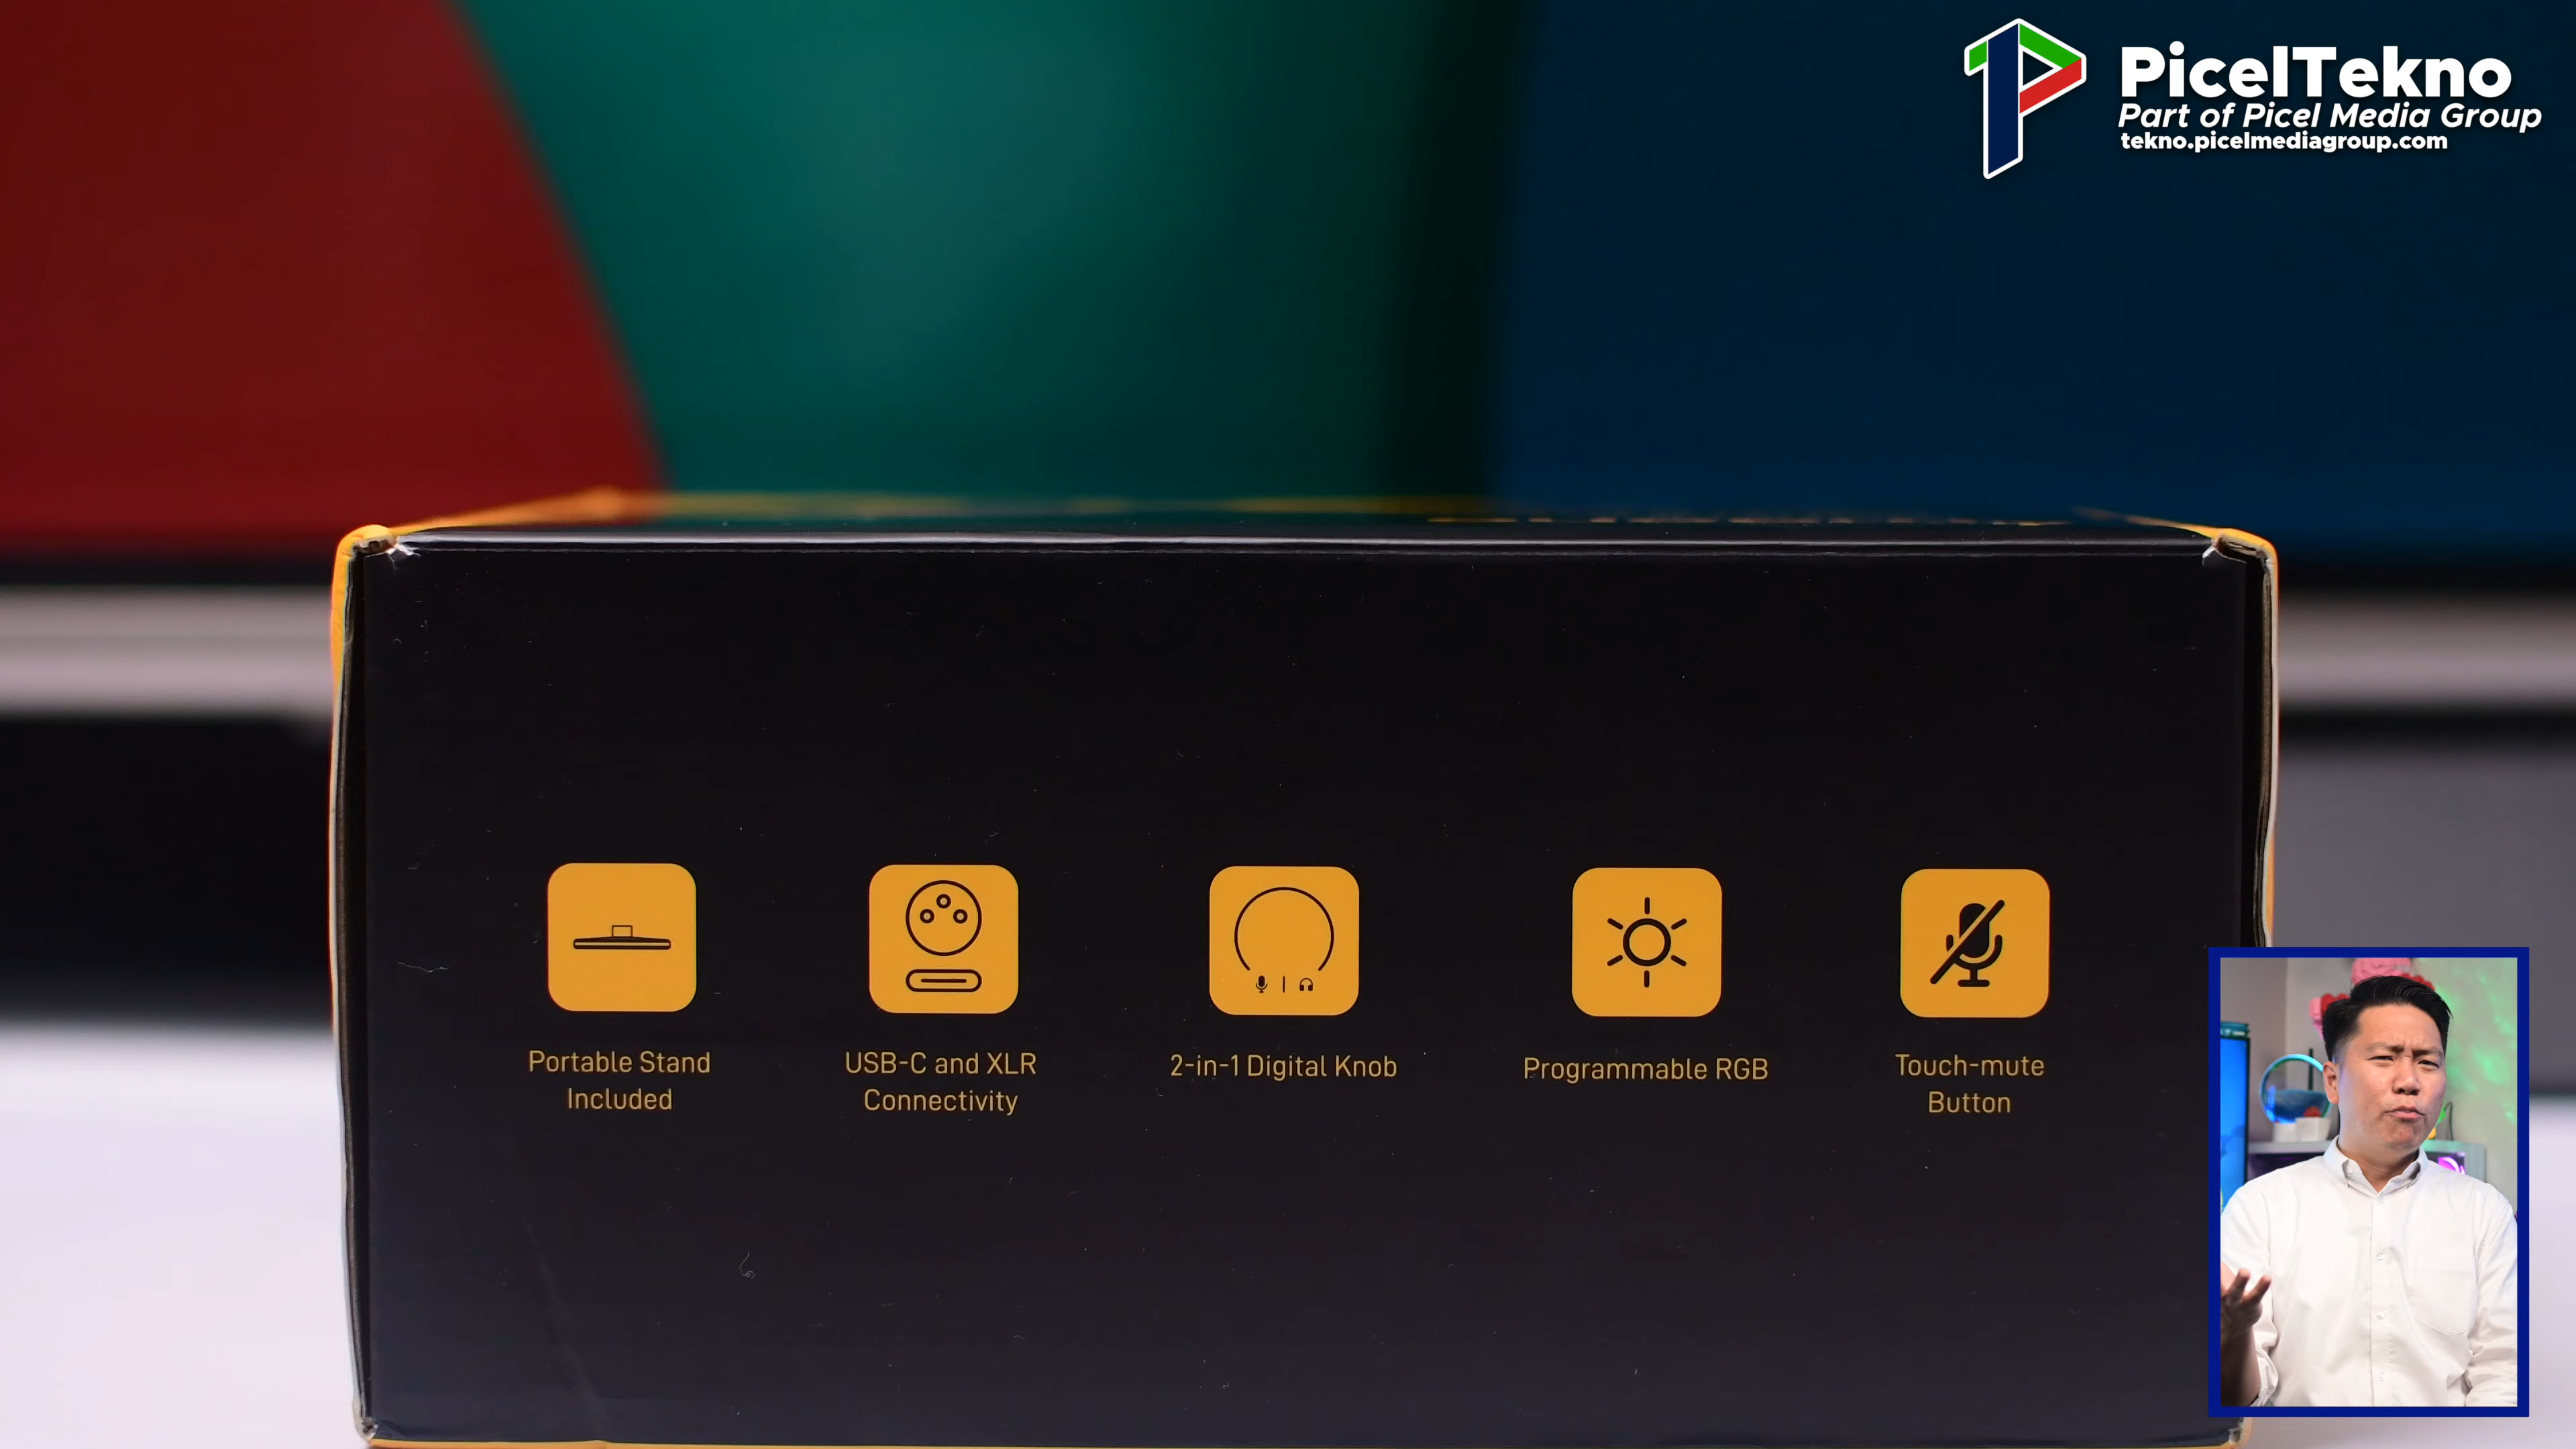 PicelTekno
Part of Picel Media Group
tekno.picelmediagroup.com
Portable Stand
Included
USB-C and XLR
Connectivity
2-in-1 Digital Knob
Programmable RGB
Touch-mute
Button